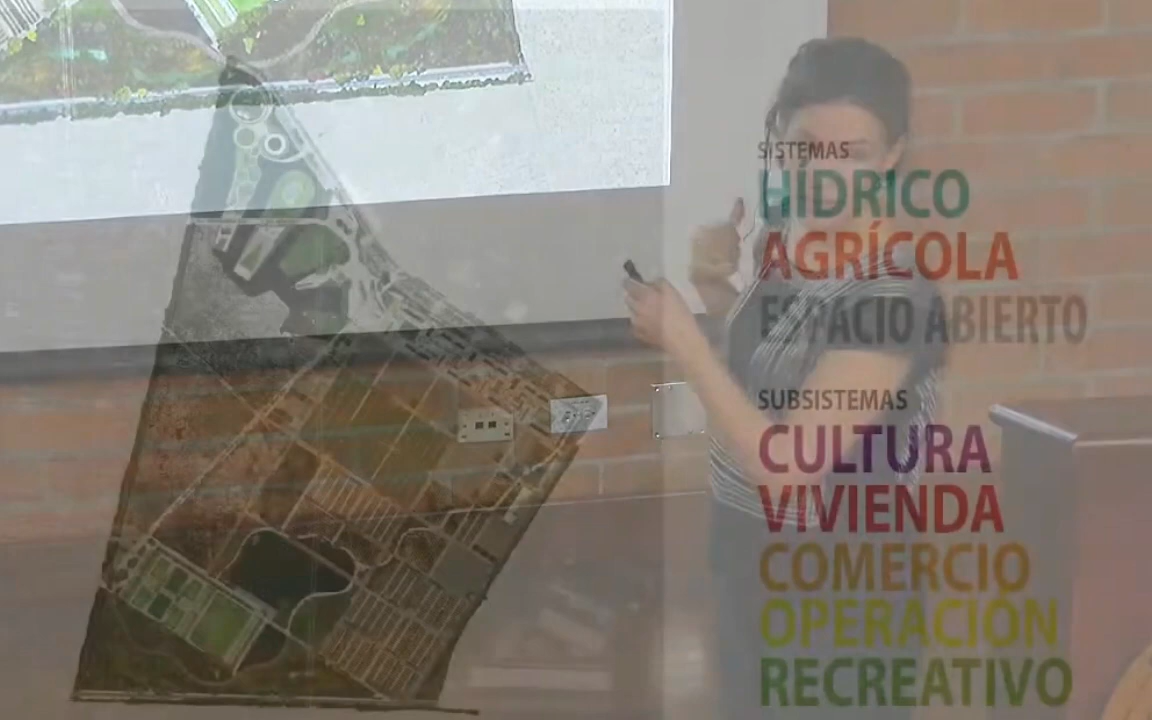 SISTEMAS
HÍDRICO
AGRÍCOLA
ESPACIO ABIERTO
SUBSISTEMAS
CULTURA
VIVIENDA
COMERCIO
OPERACIÓN
RECREATIVO